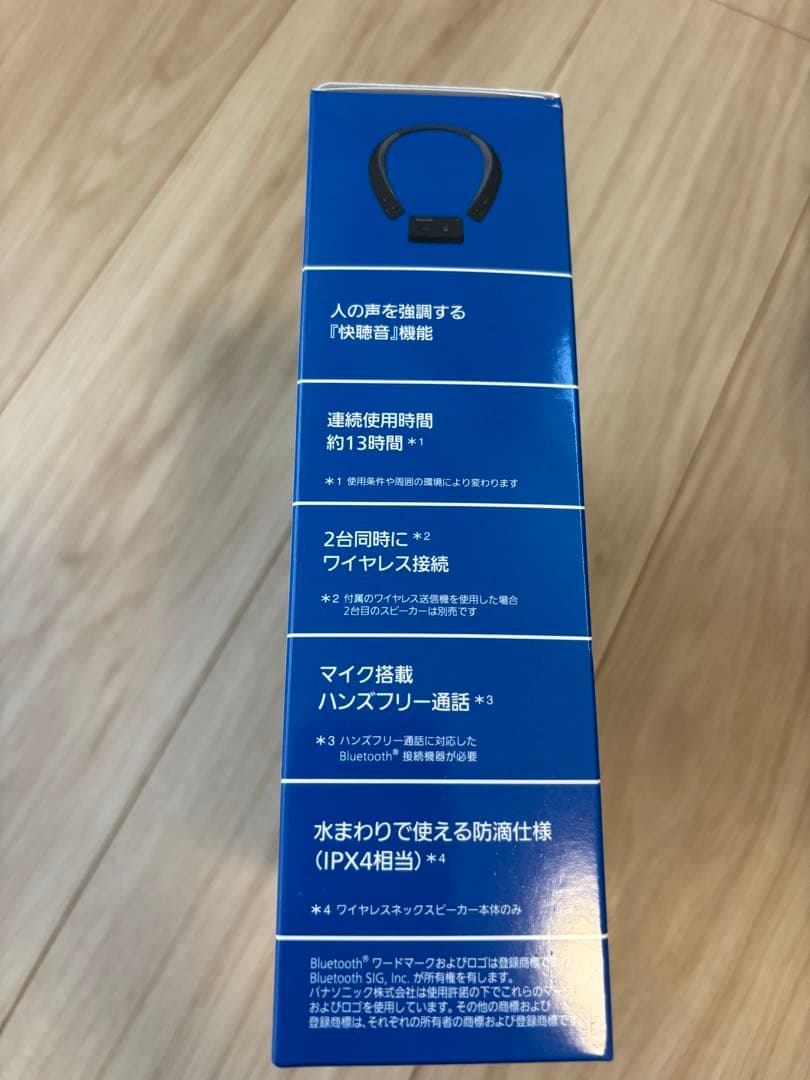 人の声を強調する
『快聴音』機能
連続使用時間
約13時間＊1
＊1 使用条件や周囲の環境により変わります
2台同時に＊2
ワイヤレス接続
＊2 付属のワイヤレス送信機を使用した場合
2台目のスピーカーは別売です
マイク搭載
ハンズフリー通話＊3
＊3 ハンズフリー通話に対応した
Bluetooth® 接続機器が必要
水まわりで使える防滴仕様
（IPX4相当）＊4
＊4 ワイヤレスネックスピーカー本体のみ
Bluetooth® ワードマークおよびロゴは登録商標で
Bluetooth SIG, Inc. が所有権を有します。
パナソニック株式会社は使用許諾の下でこれらのマーク
およびロゴを使用しています。その他の商標および
登録商標は、それぞれの所有者の商標および登録商標です。